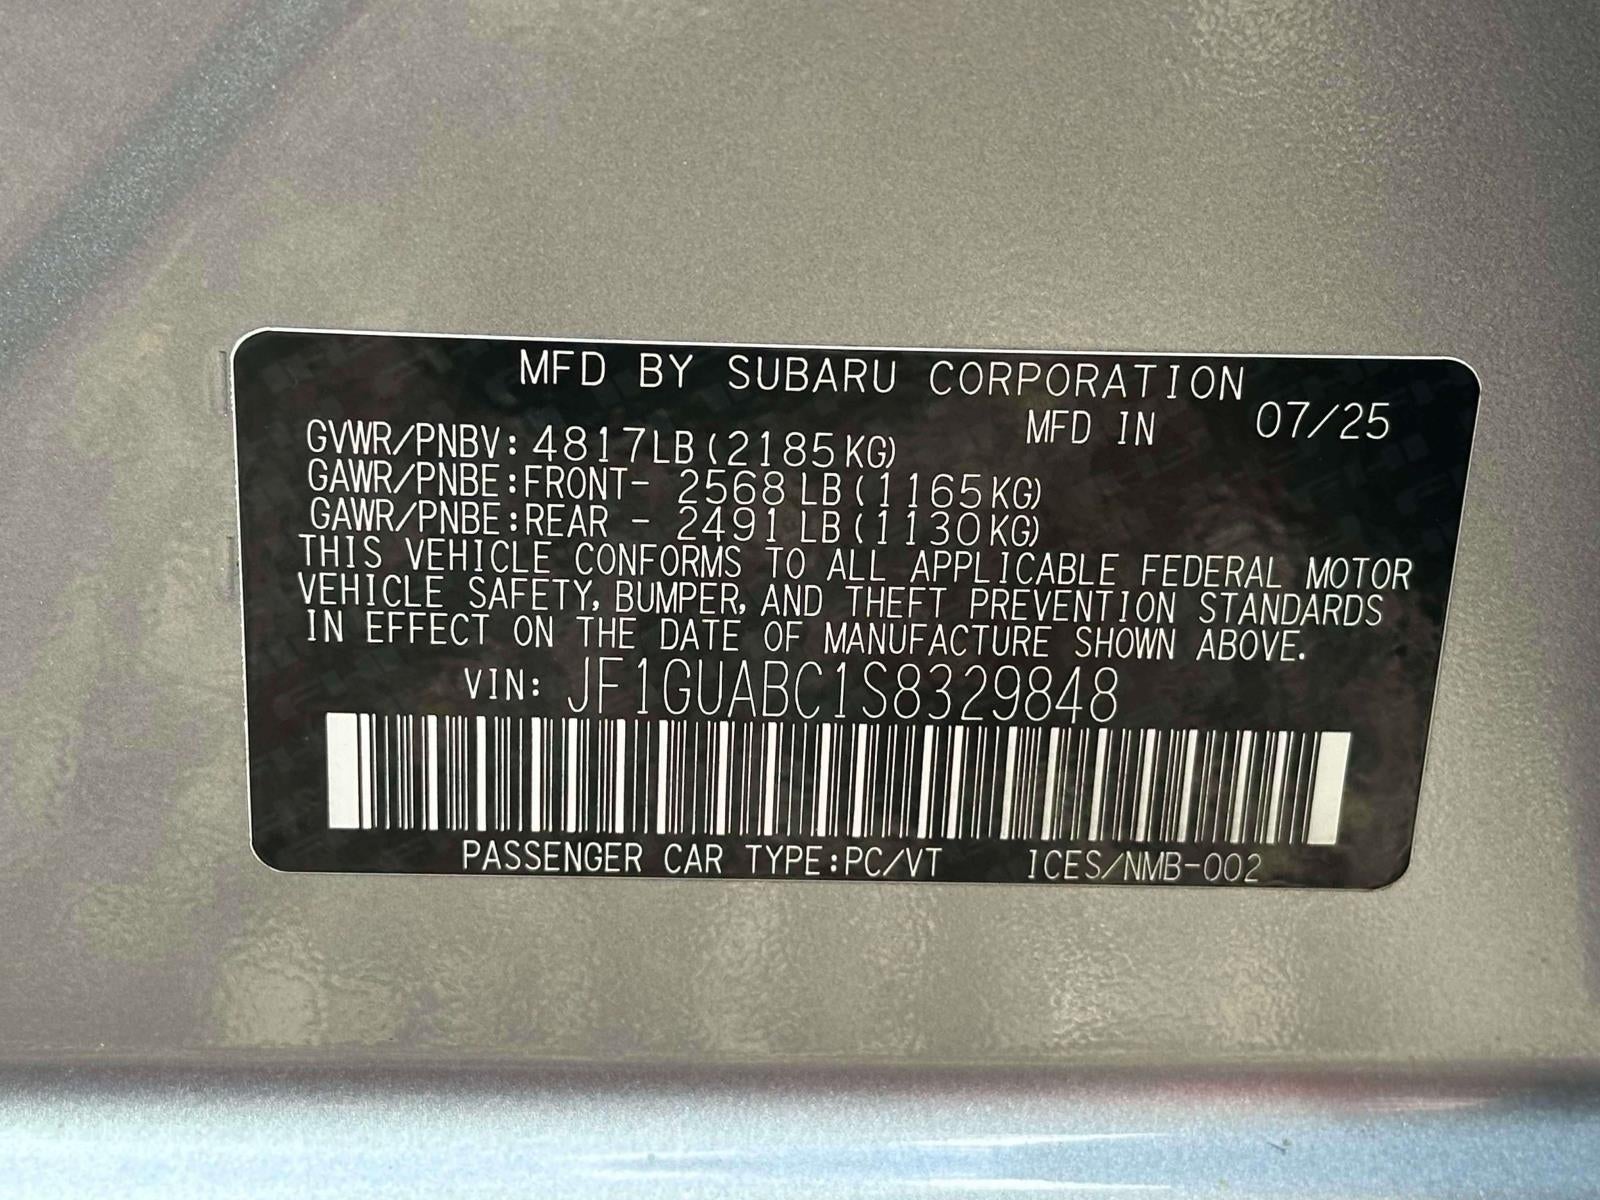 MFD BY SUBARU CORPORATION
MFD IN 07/25
GVWR/PNBV: 4817LB(2185KG)
GAWR/PNBE:FRONT- 2568LB(1165KG)
GAWR/PNBE:REAR - 2491LB(1130KG)
THIS VEHICLE CONFORMS TO ALL APPLICABLE FEDERAL MOTOR
VEHICLE SAFETY, BUMPER, AND THEFT PREVENTION STANDARDS
IN EFFECT ON THE DATE OF MANUFACTURE SHOWN ABOVE.
VIN: JF1GUABC1S8329848
PASSENGER CAR TYPE:PC/VT ICES/NMB-002